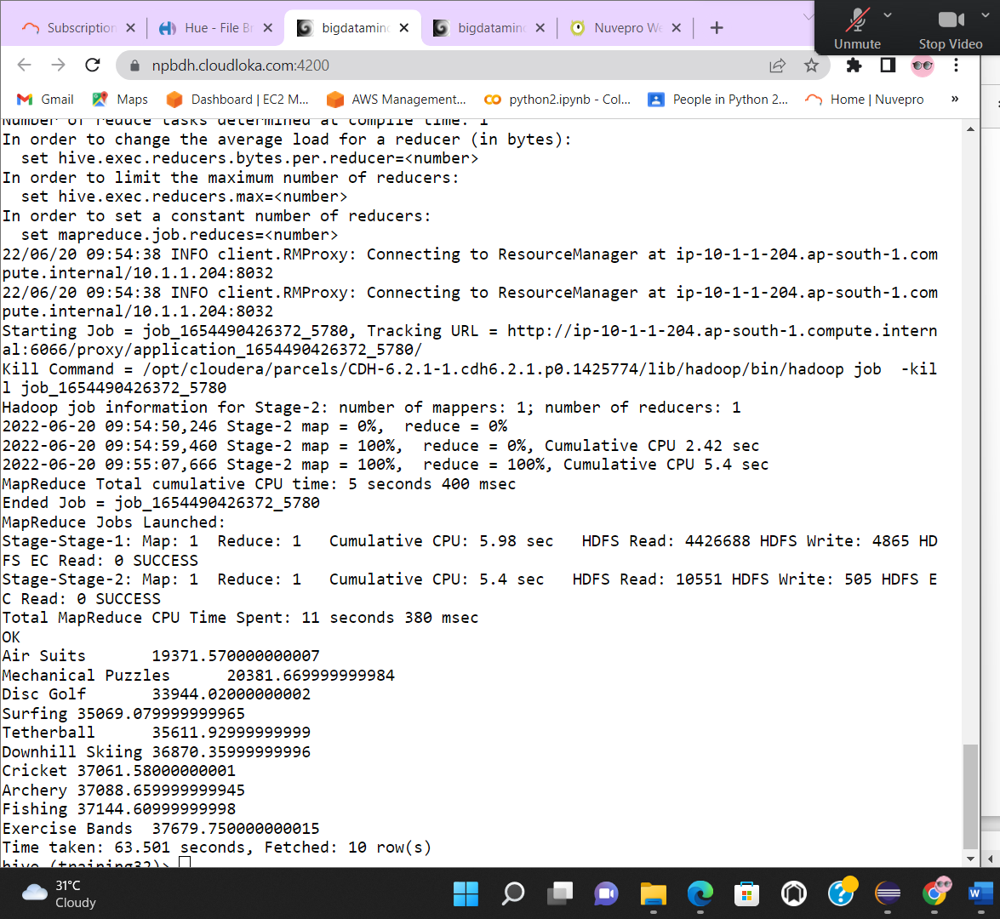 Subscription
Hue - File Br
bigdatamind
bigdatamind
Nuvepro We
Unmute
Stop Video
npbdh.cloudloka.com:4200
Gmail
Maps
Dashboard | EC2 M...
AWS Management...
python2.ipynb - Col...
People in Python 2...
Home | Nuvepro
»
Number of reduce tasks determined at compile time: 1
In order to change the average load for a reducer (in bytes):
  set hive.exec.reducers.bytes.per.reducer=<number>
In order to limit the maximum number of reducers:
  set hive.exec.reducers.max=<number>
In order to set a constant number of reducers:
  set mapreduce.job.reduces=<number>
22/06/20 09:54:38 INFO client.RMProxy: Connecting to ResourceManager at ip-10-1-1-204.ap-south-1.com
pute.internal/10.1.1.204:8032
22/06/20 09:54:38 INFO client.RMProxy: Connecting to ResourceManager at ip-10-1-1-204.ap-south-1.com
pute.internal/10.1.1.204:8032
Starting Job = job_1654490426372_5780, Tracking URL = http://ip-10-1-1-204.ap-south-1.compute.intern
al:6066/proxy/application_1654490426372_5780/
Kill Command = /opt/cloudera/parcels/CDH-6.2.1-1.cdh6.2.1.p0.1425774/lib/hadoop/bin/hadoop job  -kil
l job_1654490426372_5780
Hadoop job information for Stage-2: number of mappers: 1; number of reducers: 1
2022-06-20 09:54:50,246 Stage-2 map = 0%,  reduce = 0%
2022-06-20 09:54:59,460 Stage-2 map = 100%,  reduce = 0%, Cumulative CPU 2.42 sec
2022-06-20 09:55:07,666 Stage-2 map = 100%,  reduce = 100%, Cumulative CPU 5.4 sec
MapReduce Total cumulative CPU time: 5 seconds 400 msec
Ended Job = job_1654490426372_5780
MapReduce Jobs Launched:
Stage-Stage-1: Map: 1  Reduce: 1   Cumulative CPU: 5.98 sec   HDFS Read: 4426688 HDFS Write: 4865 HD
FS EC Read: 0 SUCCESS
Stage-Stage-2: Map: 1  Reduce: 1   Cumulative CPU: 5.4 sec   HDFS Read: 10551 HDFS Write: 505 HDFS E
C Read: 0 SUCCESS
Total MapReduce CPU Time Spent: 11 seconds 380 msec
OK
Air Suits       19371.570000000007
Mechanical Puzzles      20381.669999999984
Disc Golf       33944.02000000002
Surfing 35069.079999999965
Tetherball      35611.92999999999
Downhill Skiing 36870.35999999996
Cricket 37061.58000000001
Archery 37088.659999999945
Fishing 37144.60999999998
Exercise Bands  37679.750000000015
Time taken: 63.501 seconds, Fetched: 10 row(s)
hive (training32)>
31°C
Cloudy